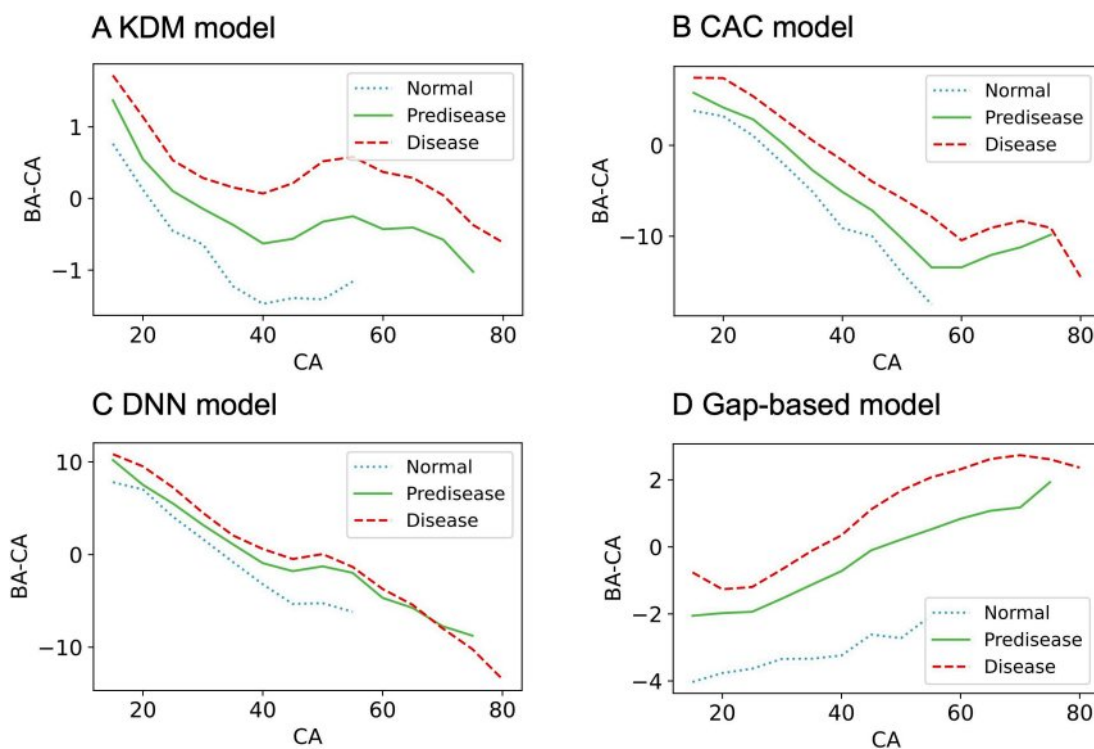 A KDM model
1
0
−1
BA-CA
20 40 60 80
CA
Normal
Predisease
Disease
B CAC model
0
−10
BA-CA
20 40 60 80
CA
Normal
Predisease
Disease
C DNN model
10
0
−10
BA-CA
20 40 60 80
CA
Normal
Predisease
Disease
D Gap-based model
2
0
−2
−4
BA-CA
20 40 60 80
CA
Normal
Predisease
Disease